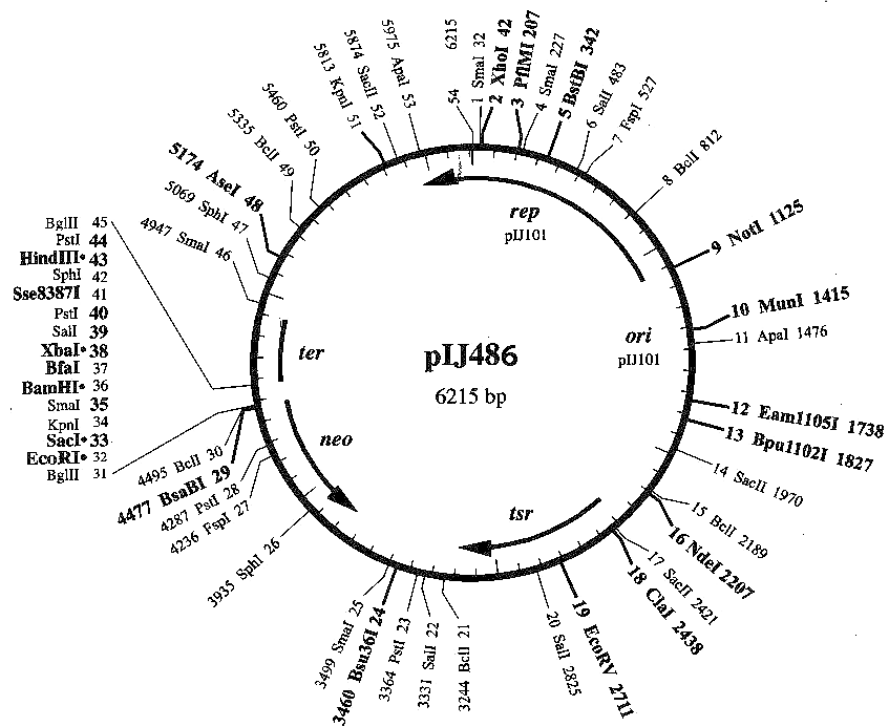 6215
54
1 SmaI 32
2 XhoI 42
3 PflMI 207
4 SmaI 227
5 BstBI 342
6 SalI 483
7 FspI 527
8 BclI 812
9 NotI 1125
10 MunI 1415
11 ApaI 1476
12 Eam1105I 1738
13 Bpu1102I 1827
14 SacII 1970
15 BclI 2189
16 NdeI 2207
17 SacII 2421
18 ClaI 2438
19 EcoRV 2711
20 SalI 2825
3244 BclI 21
3331 SalI 22
3364 PstI 23
3460 Bsu36I 24
3499 SmaI 25
3935 SphI 26
4236 FspI 27
4287 PstI 28
4477 BsaBI 29
4495 BclI 30
BglII 45
PstI 44
HindIII• 43
SphI 42
Sse8387I 41
PstI 40
SalI 39
XbaI• 38
BfaI 37
BamHI• 36
SmaI 35
KpnI 34
SacI• 33
EcoRI• 32
BglII 31
4947 SmaI 46
5069 SphI 47
5174 AseI 48
5335 BclI 49
5460 PstI 50
5813 KpnI 51
5874 SacII 52
5975 ApaI 53
rep
pIJ101
ori
pIJ101
pIJ486
6215 bp
ter
neo
tsr